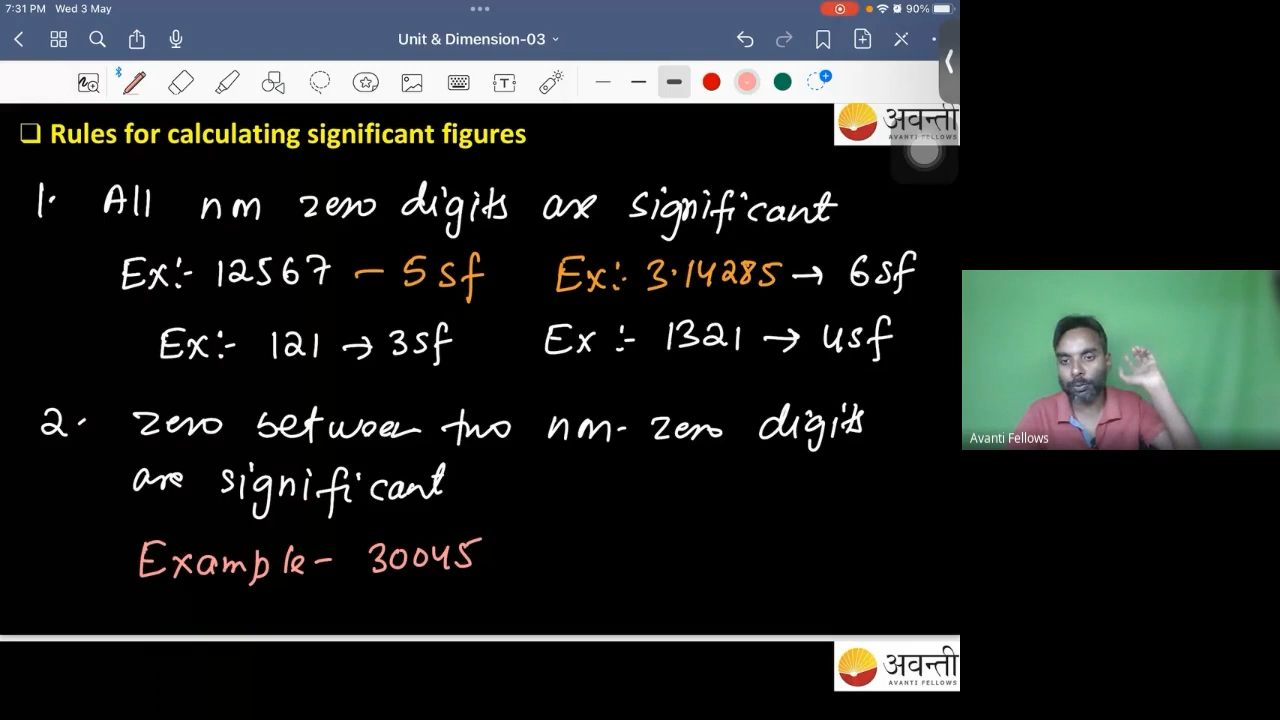 7:31 PM Wed 3 May
90%
Unit & Dimension-03
Rules for calculating significant figures
अवन्ती
AVANTI FELLOWS
1. All non zero digits are significant
Ex:- 12567 - 5sf Ex:- 3.14285 → 6sf
Ex:- 121 → 3sf Ex:- 1321 → 4sf
2. zero between two non-zero digits
are significant
Example- 30045
Avanti Fellows
अवन्ती
AVANTI FELLOWS